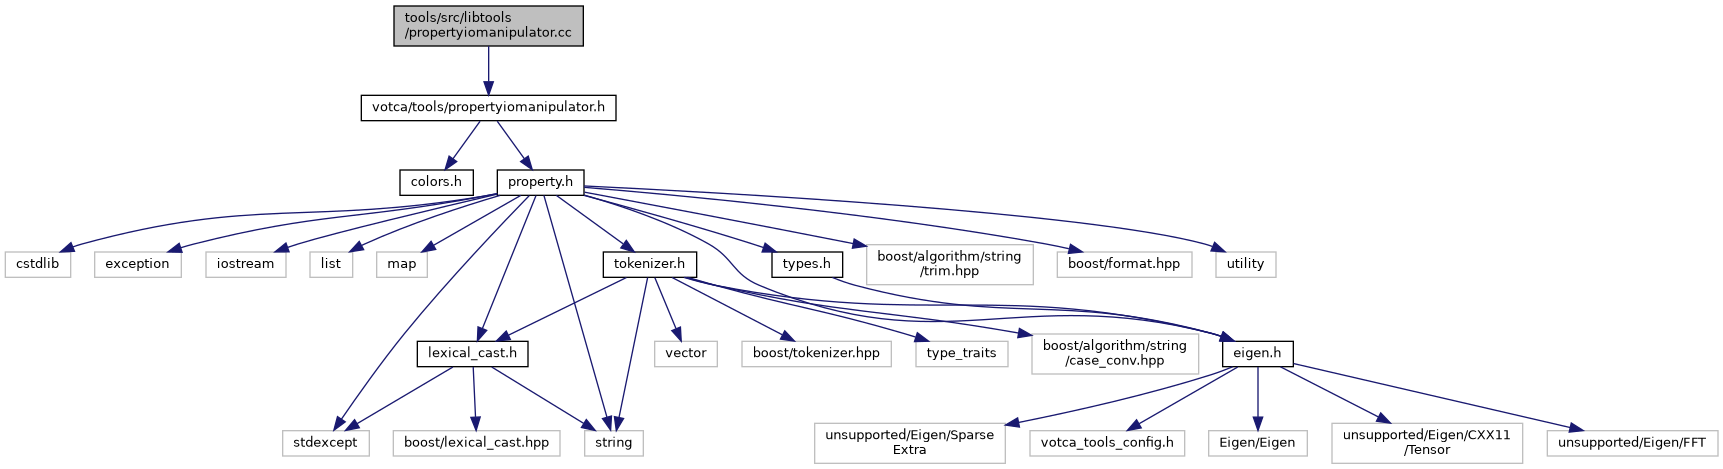 tools/src/libtools
/propertyiomanipulator.cc
votca/tools/propertyiomanipulator.h
colors.h
property.h
cstdlib
exception
iostream
list
map
tokenizer.h
types.h
boost/algorithm/string
/trim.hpp
boost/format.hpp
utility
lexical_cast.h
vector
boost/tokenizer.hpp
type_traits
boost/algorithm/string
/case_conv.hpp
eigen.h
stdexcept
boost/lexical_cast.hpp
string
unsupported/Eigen/Sparse
Extra
votca_tools_config.h
Eigen/Eigen
unsupported/Eigen/CXX11
/Tensor
unsupported/Eigen/FFT